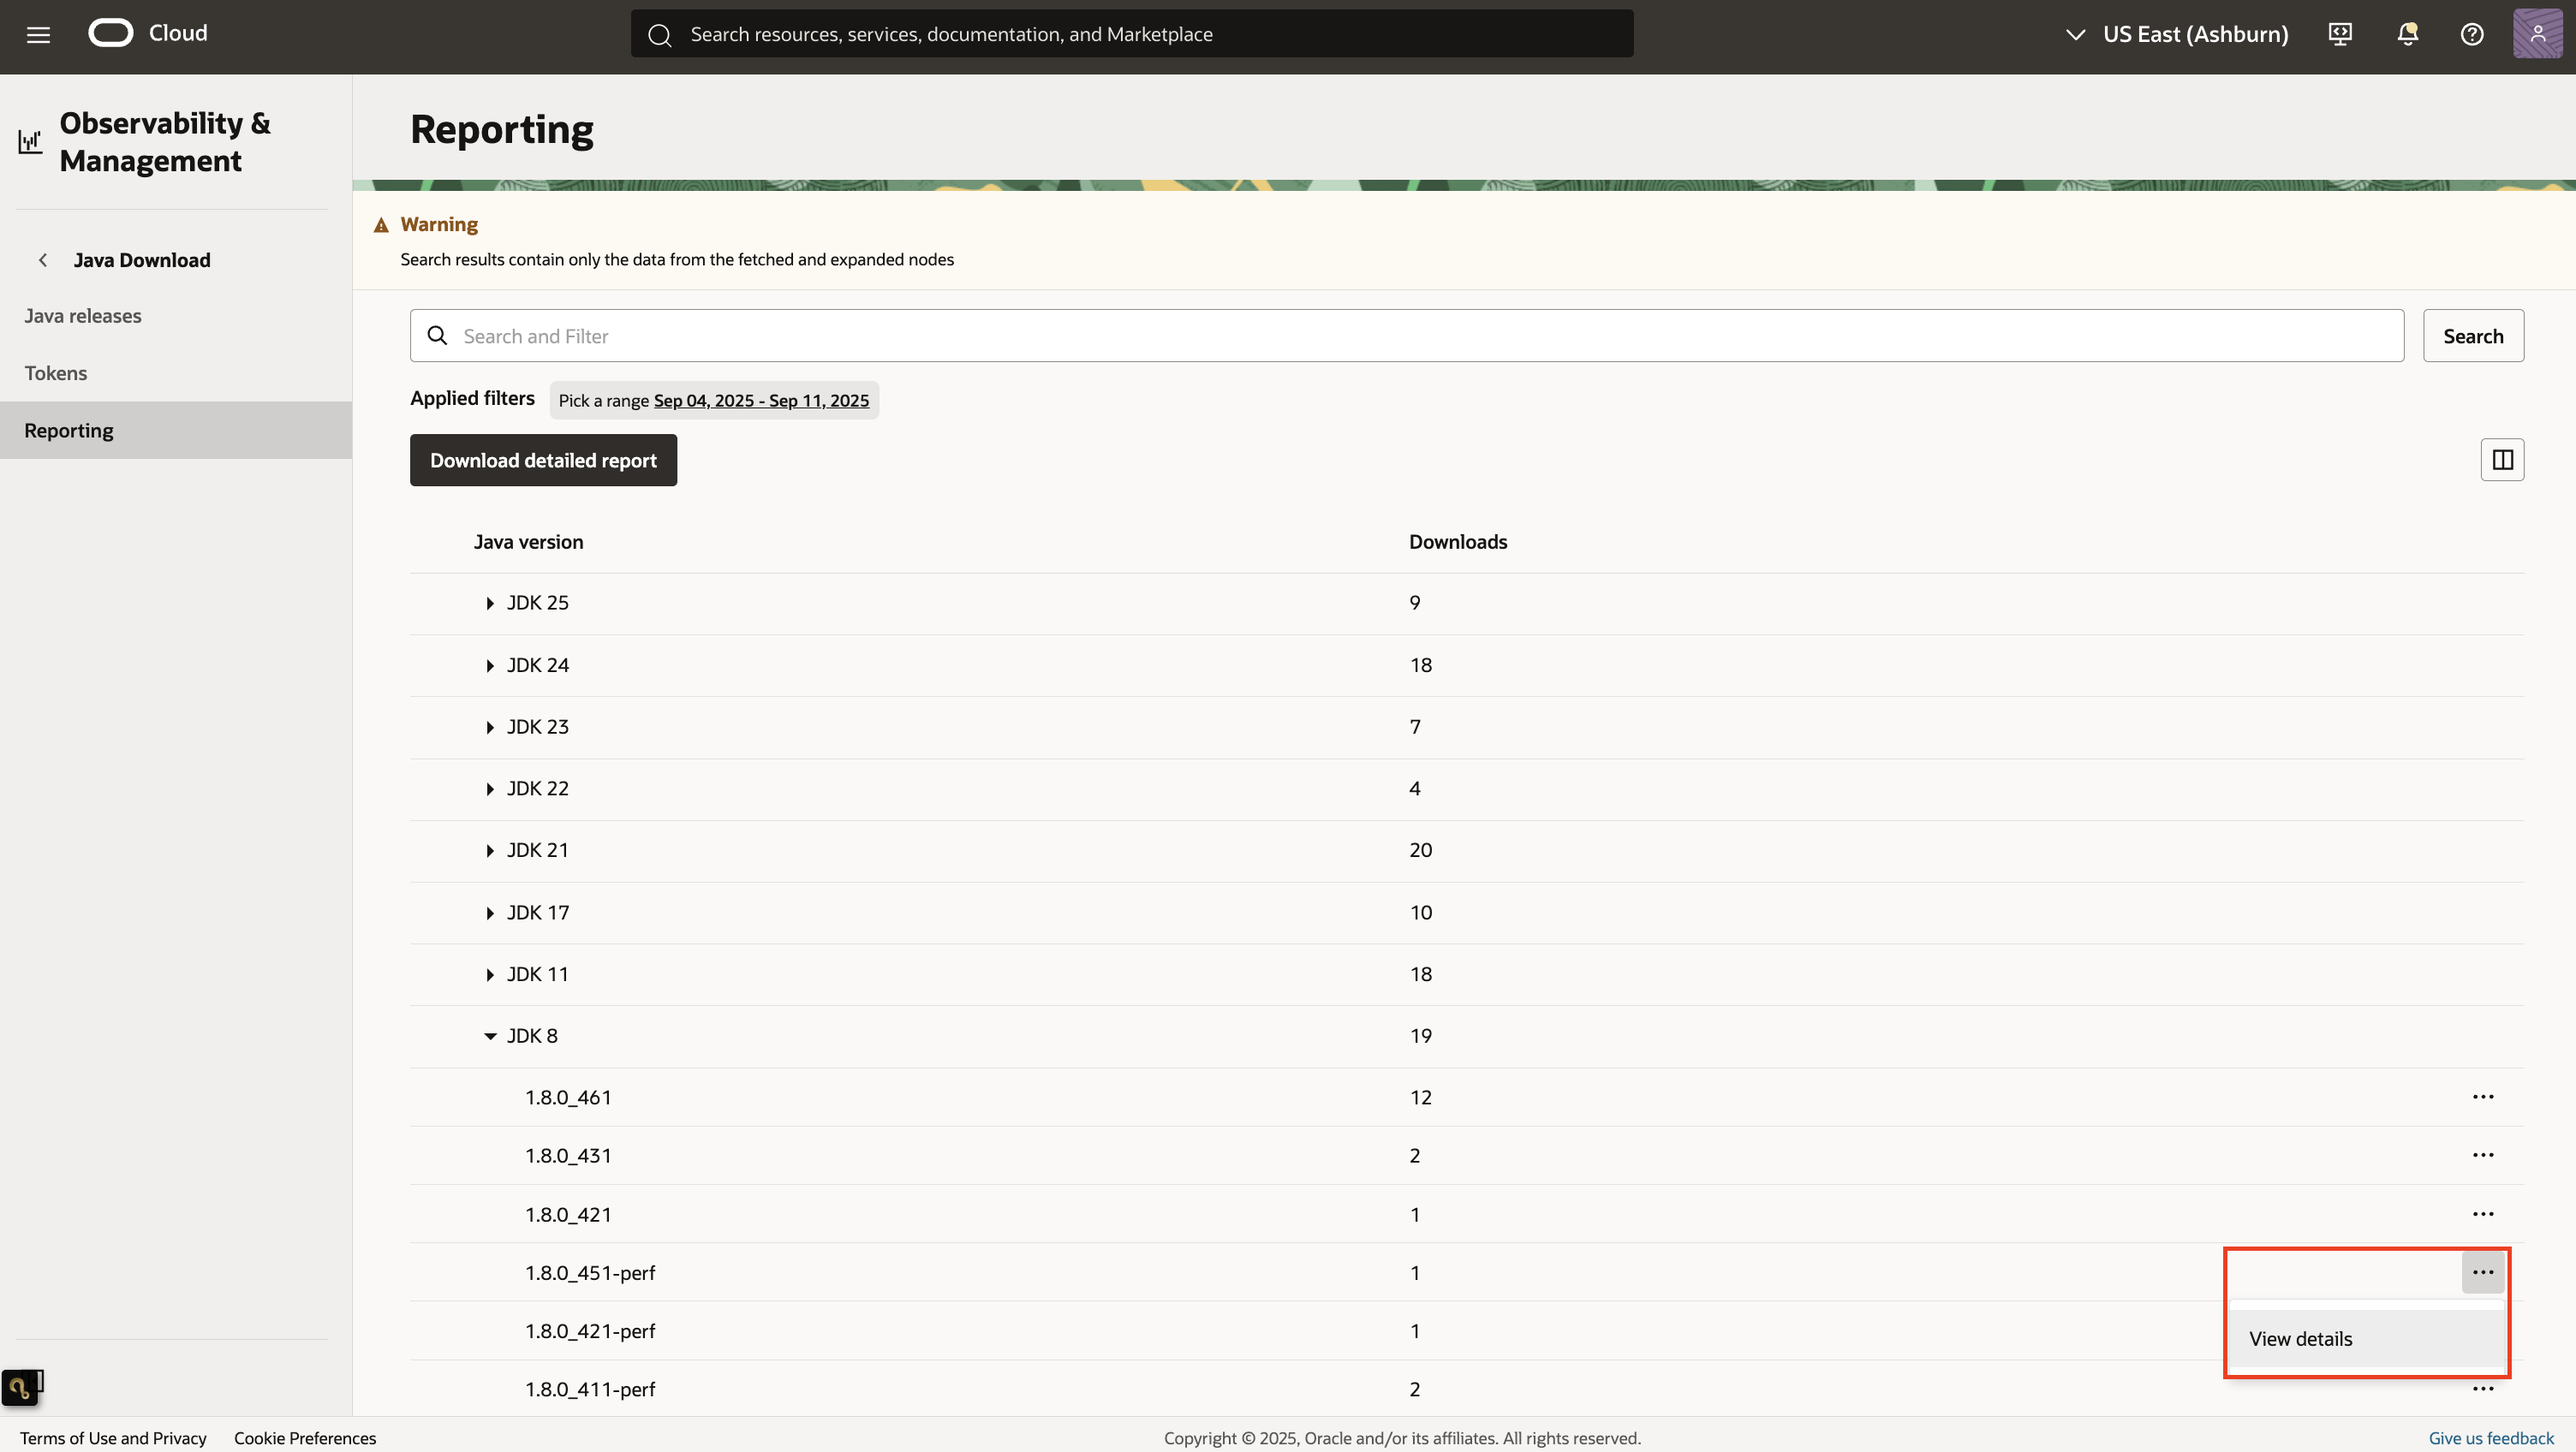 Cloud
Search resources, services, documentation, and Marketplace
US East (Ashburn)
Observability &
Management
Java Download
Java releases
Tokens
Reporting
Reporting
Warning
Search results contain only the data from the fetched and expanded nodes
Search and Filter
Search
Applied filters
Pick a range Sep 04, 2025 - Sep 11, 2025
Download detailed report
Java version Downloads
JDK 25 9
JDK 24 18
JDK 23 7
JDK 22 4
JDK 21 20
JDK 17 10
JDK 11 18
JDK 8 19
1.8.0_461 12
1.8.0_431 2
1.8.0_421 1
1.8.0_451-perf 1
1.8.0_421-perf 1
View details
1.8.0_411-perf 2
Terms of Use and Privacy Cookie Preferences
Copyright © 2025, Oracle and/or its affiliates. All rights reserved.
Give us feedback